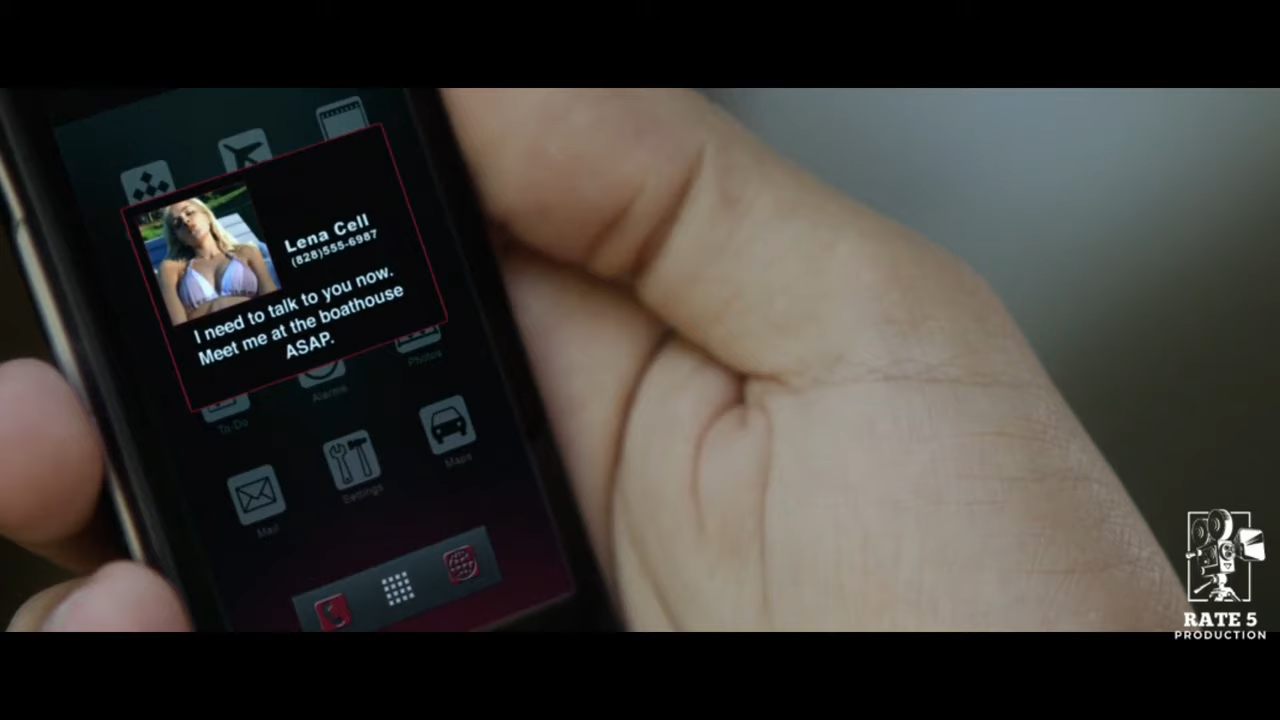 Lena Cell
(828)555-6987
I need to talk to you now.
Meet me at the boathouse
ASAP.
Photos
Alarms
To-Do
Maps
Settings
Mail
RATE 5
PRODUCTION